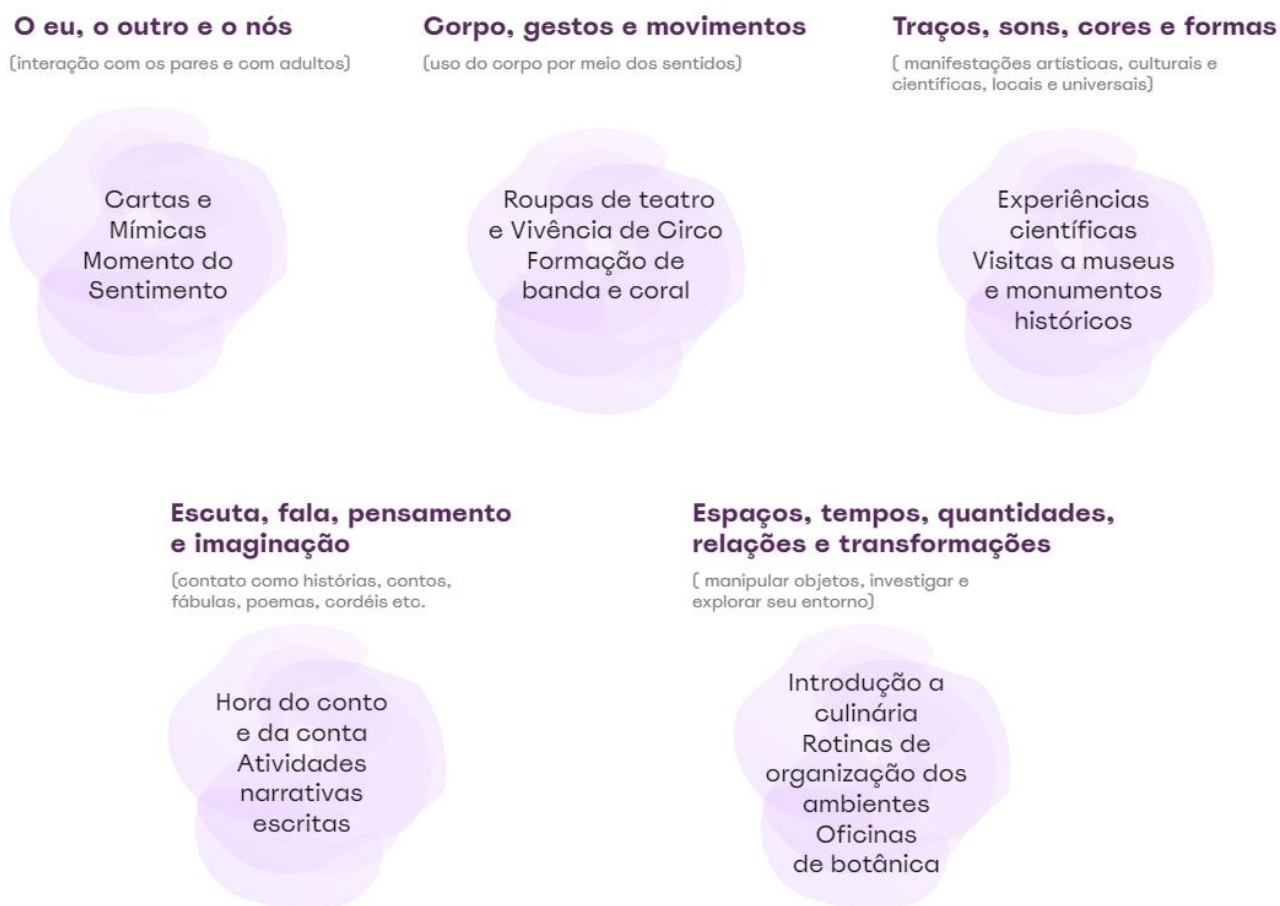 O eu, o outro e o nós
(interação com os pares e com adultos)
Cartas e
Mímicas
Momento do
Sentimento
Corpo, gestos e movimentos
(uso do corpo por meio dos sentidos)
Roupas de teatro
e Vivência de Circo
Formação de
banda e coral
Traços, sons, cores e formas
( manifestações artísticas, culturais e
científicas, locais e universais)
Experiências
científicas
Visitas a museus
e monumentos
históricos
Escuta, fala, pensamento
e imaginação
(contato como histórias, contos,
fábulas, poemas, cordéis etc.
Hora do conto
e da conta
Atividades
narrativas
escritas
Espaços, tempos, quantidades,
relações e transformações
( manipular objetos, investigar e
explorar seu entorno)
Introdução a
culinária
Rotinas de
organização dos
ambientes
Oficinas
de botânica